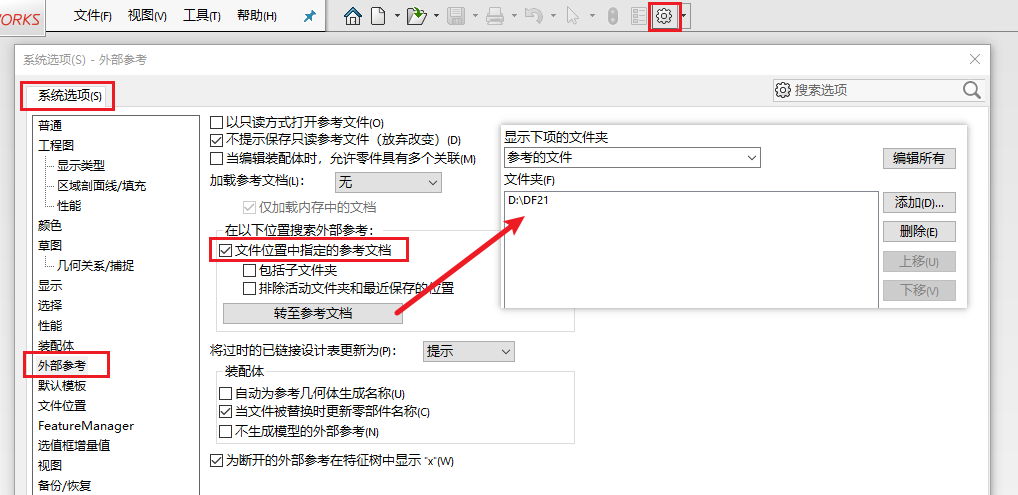 WORKS 文件(F) 视图(V) 工具(T) 帮助(H)
系统选项(S) - 外部参考
系统选项(S)
搜索选项
普通
工程图
显示类型
区域剖面线/填充
性能
颜色
草图
几何关系/捕捉
显示
选择
性能
装配体
外部参考
默认模板
文件位置
FeatureManager
选值框增量值
视图
备份/恢复
以只读方式打开参考文件(O)
不提示保存只读参考文件（放弃改变）(D)
当编辑装配体时，允许零件具有多个关联(M)
加载参考文档(L): 无
仅加载内存中的文档
在以下位置搜索外部参考:
文件位置中指定的参考文档
包括子文件夹
排除活动文件夹和最近保存的位置
转至参考文档
将过时的已链接设计表更新为(P): 提示
装配体
自动为参考几何体生成名称(U)
当文件被替换时更新零部件名称(C)
不生成模型的外部参考(N)
为断开的外部参考在特征树中显示 "x"(W)
显示下项的文件夹
参考的文件
编辑所有
文件夹(F)
D:\DF21
添加(D)...
删除(E)
上移(U)
下移(V)